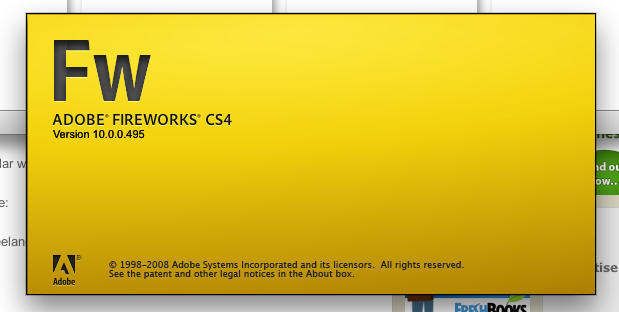 Fw
ADOBE® FIREWORKS® CS4
Version 10.0.0.495
lar w
e:
eelan
nd ou
ow..
tise
Adobe
© 1998-2008 Adobe Systems Incorporated and its licensors. All rights reserved.
See the patent and other legal notices in the About box.
FRESHBOOKS